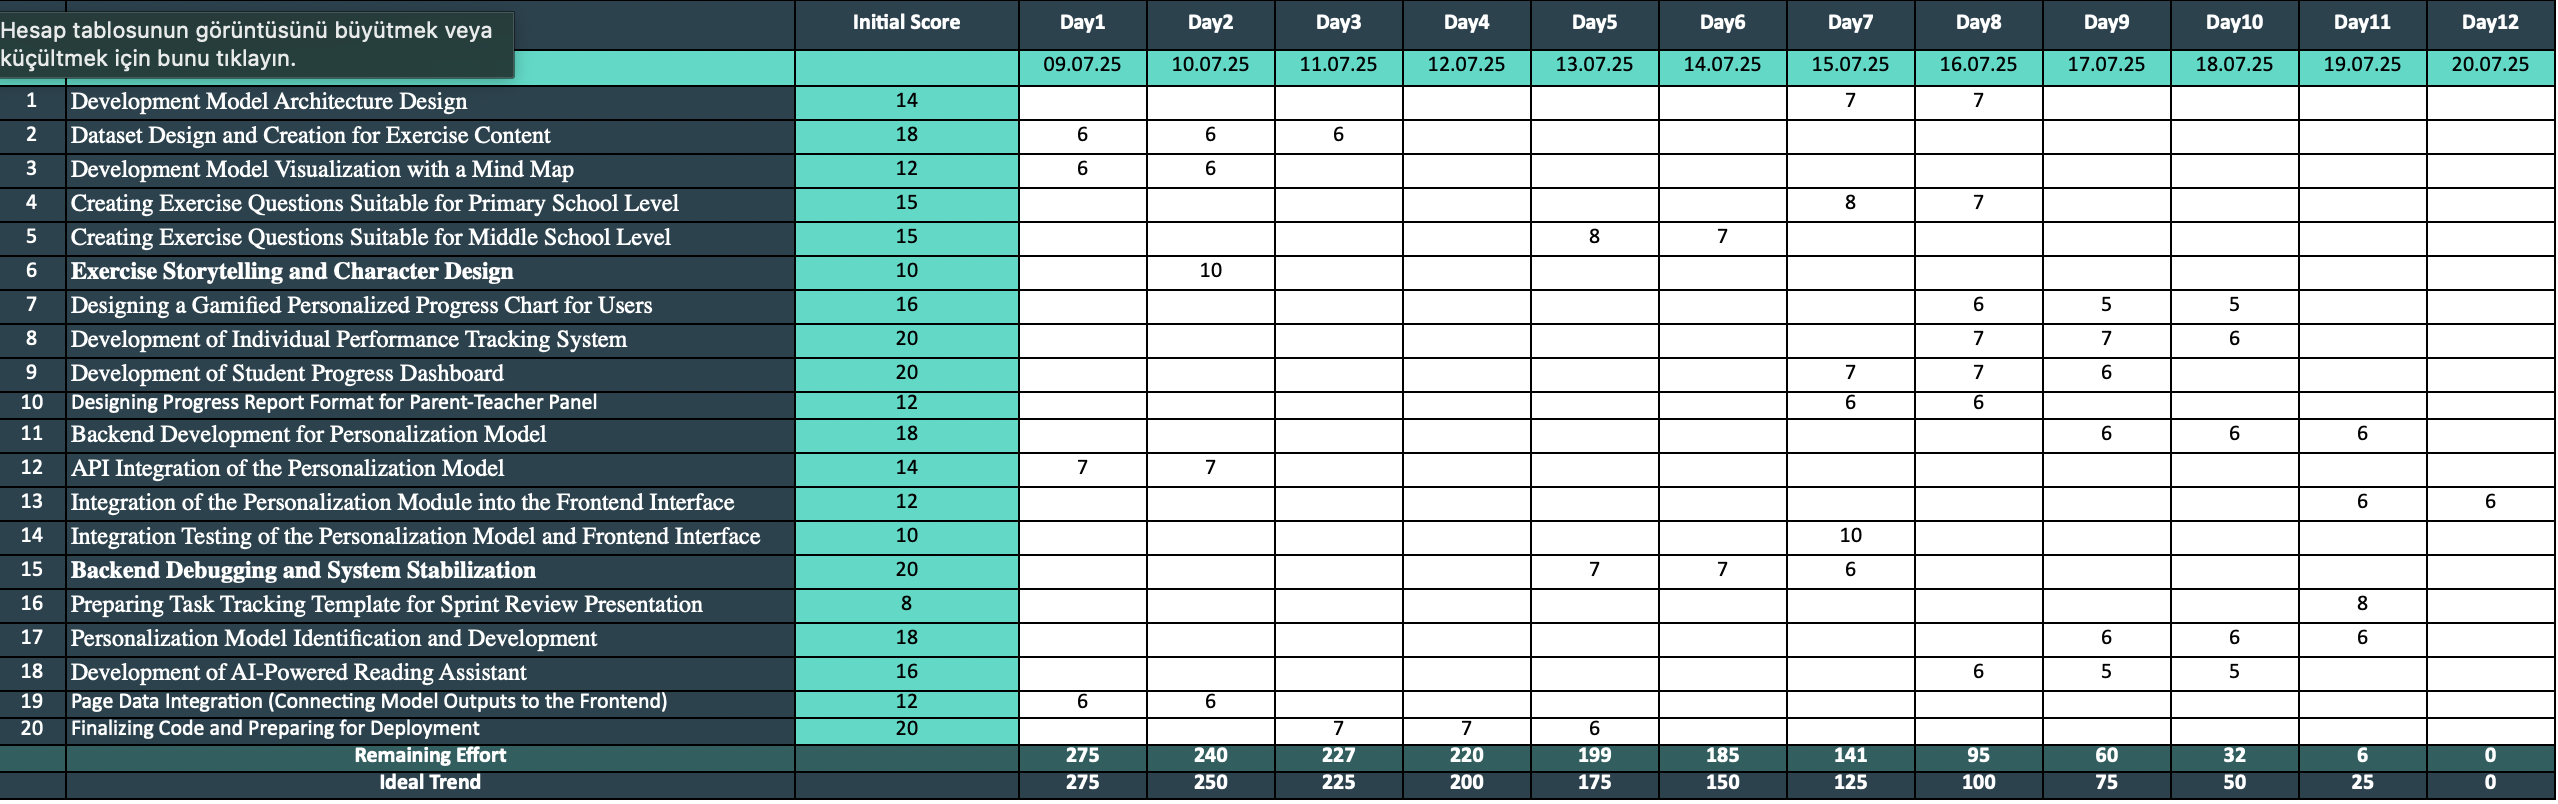 Hesap tablosunun görüntüsünü büyütmek veya
küçültmek için bunu tıklayın.
Initial Score Day1 Day2 Day3 Day4 Day5 Day6 Day7 Day8 Day9 Day10 Day11 Day12
09.07.25 10.07.25 11.07.25 12.07.25 13.07.25 14.07.25 15.07.25 16.07.25 17.07.25 18.07.25 19.07.25 20.07.25
1 Development Model Architecture Design 14 7 7
2 Dataset Design and Creation for Exercise Content 18 6 6 6
3 Development Model Visualization with a Mind Map 12 6 6
4 Creating Exercise Questions Suitable for Primary School Level 15 8 7
5 Creating Exercise Questions Suitable for Middle School Level 15 8 7
6 Exercise Storytelling and Character Design 10 10
7 Designing a Gamified Personalized Progress Chart for Users 16 6 5 5
8 Development of Individual Performance Tracking System 20 7 7 6
9 Development of Student Progress Dashboard 20 7 7 6
10 Designing Progress Report Format for Parent-Teacher Panel 12 6 6
11 Backend Development for Personalization Model 18 6 6 6
12 API Integration of the Personalization Model 14 7 7
13 Integration of the Personalization Module into the Frontend Interface 12 6 6
14 Integration Testing of the Personalization Model and Frontend Interface 10 10
15 Backend Debugging and System Stabilization 20 7 7 6
16 Preparing Task Tracking Template for Sprint Review Presentation 8 8
17 Personalization Model Identification and Development 18 6 6 6
18 Development of AI-Powered Reading Assistant 16 6 5 5
19 Page Data Integration (Connecting Model Outputs to the Frontend) 12 6 6
20 Finalizing Code and Preparing for Deployment 20 7 7 6
Remaining Effort 275 240 227 220 199 185 141 95 60 32 6 0
Ideal Trend 275 250 225 200 175 150 125 100 75 50 25 0